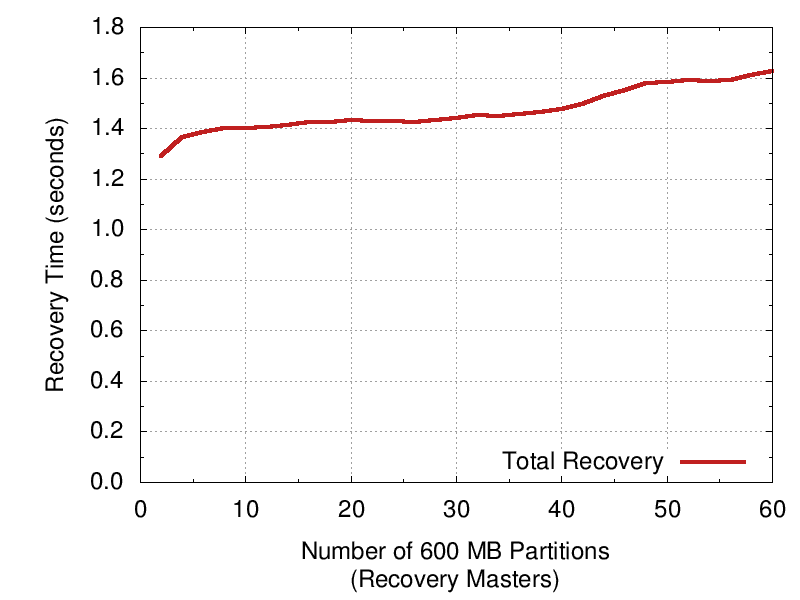 1.8
1.6
1.4
1.2
1.0
0.8
0.6
0.4
0.2
0.0
Recovery Time (seconds)
Total Recovery
0 10 20 30 40 50 60
Number of 600 MB Partitions
(Recovery Masters)